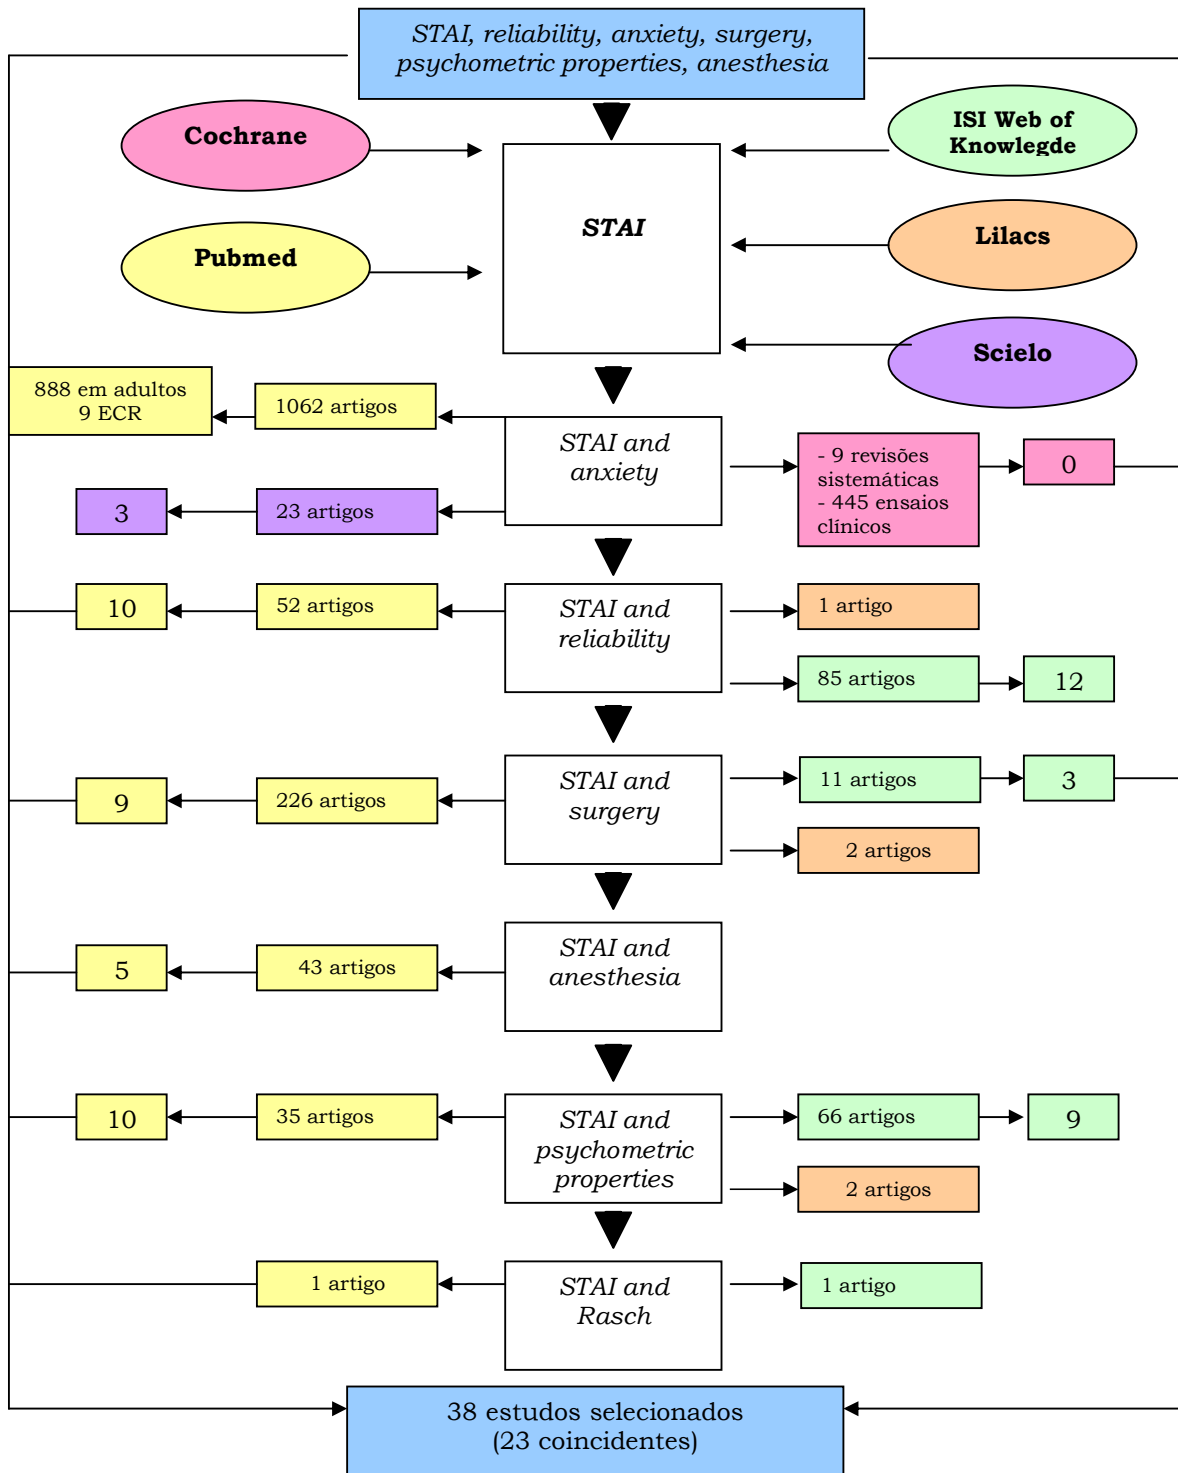 STAI, reliability, anxiety, surgery,
psychometric properties, anesthesia
Cochrane
ISI Web of
Knowlegde
STAI
Pubmed
Lilacs
Scielo
888 em adultos
9 ECR
1062 artigos
STAI and
anxiety
- 9 revisões
sistemáticas
- 445 ensaios
clínicos
0
3
23 artigos
10
52 artigos
STAI and
reliability
1 artigo
85 artigos
12
9
226 artigos
STAI and
surgery
11 artigos
3
2 artigos
5
43 artigos
STAI and
anesthesia
10
35 artigos
STAI and
psychometric
properties
66 artigos
9
2 artigos
1 artigo
STAI and
Rasch
1 artigo
38 estudos selecionados
(23 coincidentes)